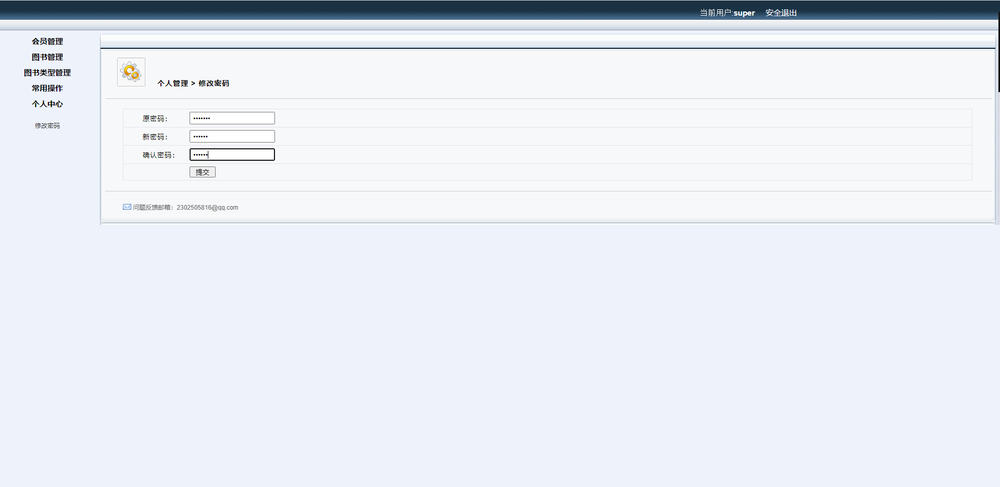 当前用户:super 安全退出
会员管理
图书管理
图书类型管理
常用操作
个人中心
修改密码
个人管理 > 修改密码
原密码： •••••••
新密码： ••••••
确认密码： ••••••
提交
问题反馈邮箱：2302505816@qq.com